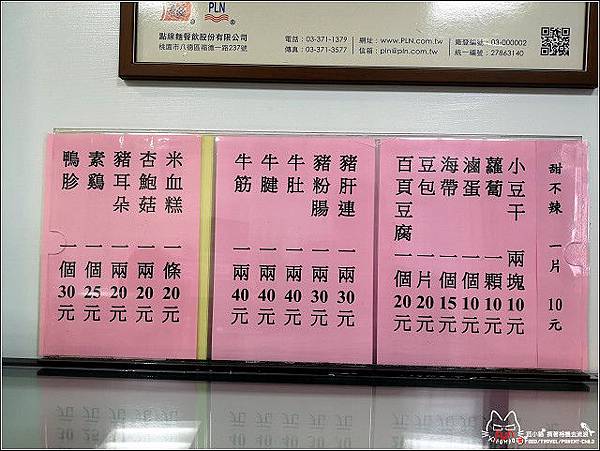 PLN
點線麵餐飲股份有限公司
桃園市八德區福德一路237號
電話：03-371-1379
傳真：03-371-3577
網址：www.PLN.com.tw
信箱：pln@pln.com.tw
統一編號：27863140
甜不辣 一片 10元
小豆干 兩塊10元
蘿蔔 一顆10元
滷蛋 一個10元
海帶 一個15元
豆包 一片20元
百頁豆腐 一個20元
豬肝連 一兩30元
豬粉腸 一兩30元
牛肚 一兩40元
牛腱 一兩40元
牛筋 一兩40元
米血糕 一條20元
杏鮑菇 一兩20元
豬耳朵 一兩20元
素鷄 一個25元
鴨胗 一個30元
FOOD/TRAVEL/PARENT-CHILD